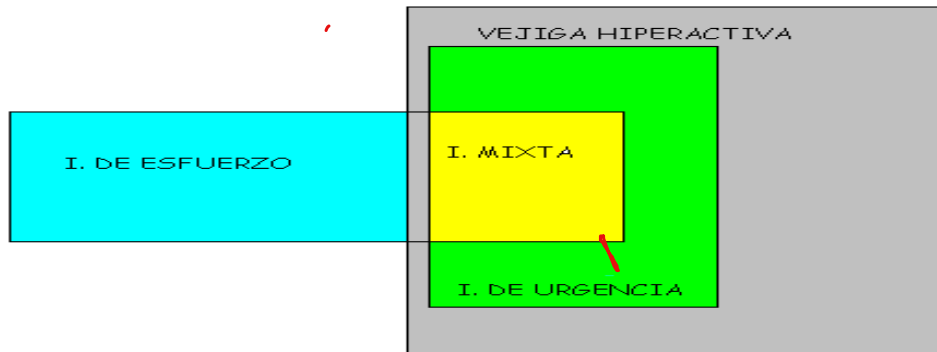 VEJIGA HIPERACTIVA
I. DE ESFUERZO
I. MIXTA
I. DE URGENCIA